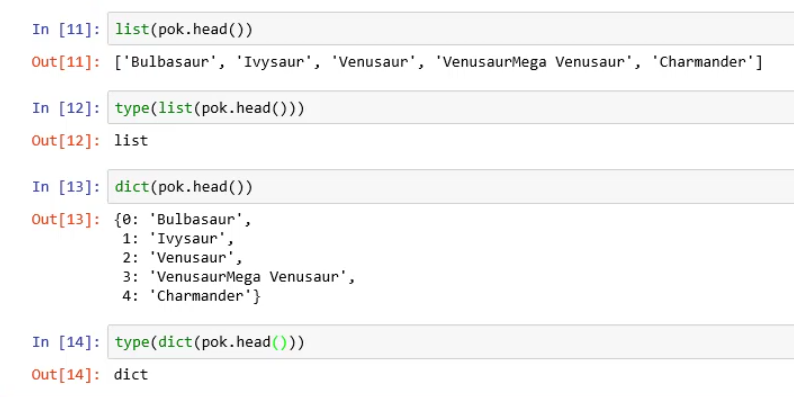 In [11]: list(pok.head())
Out[11]: ['Bulbasaur', 'Ivysaur', 'Venusaur', 'VenusaurMega Venusaur', 'Charmander']
In [12]: type(list(pok.head()))
Out[12]: list
In [13]: dict(pok.head())
Out[13]: {0: 'Bulbasaur',
1: 'Ivysaur',
2: 'Venusaur',
3: 'VenusaurMega Venusaur',
4: 'Charmander'}
In [14]: type(dict(pok.head()))
Out[14]: dict